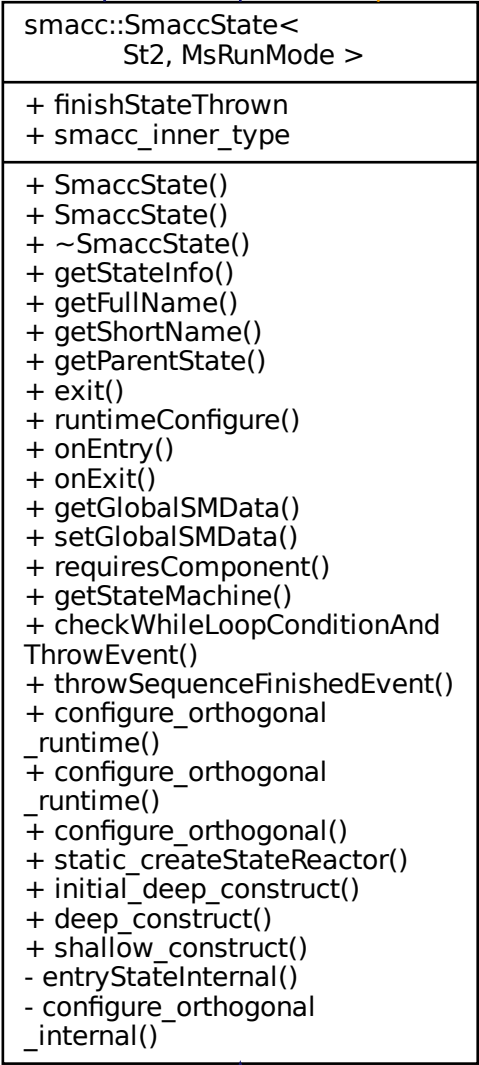 smacc::SmaccState<
St2, MsRunMode >
+ finishStateThrown
+ smacc_inner_type
+ SmaccState()
+ SmaccState()
+ ~SmaccState()
+ getStateInfo()
+ getFullName()
+ getShortName()
+ getParentState()
+ exit()
+ runtimeConfigure()
+ onEntry()
+ onExit()
+ getGlobalSMData()
+ setGlobalSMData()
+ requiresComponent()
+ getStateMachine()
+ checkWhileLoopConditionAnd
ThrowEvent()
+ throwSequenceFinishedEvent()
+ configure_orthogonal
_runtime()
+ configure_orthogonal
_runtime()
+ configure_orthogonal()
+ static_createStateReactor()
+ initial_deep_construct()
+ deep_construct()
+ shallow_construct()
- entryStateInternal()
- configure_orthogonal
_internal()